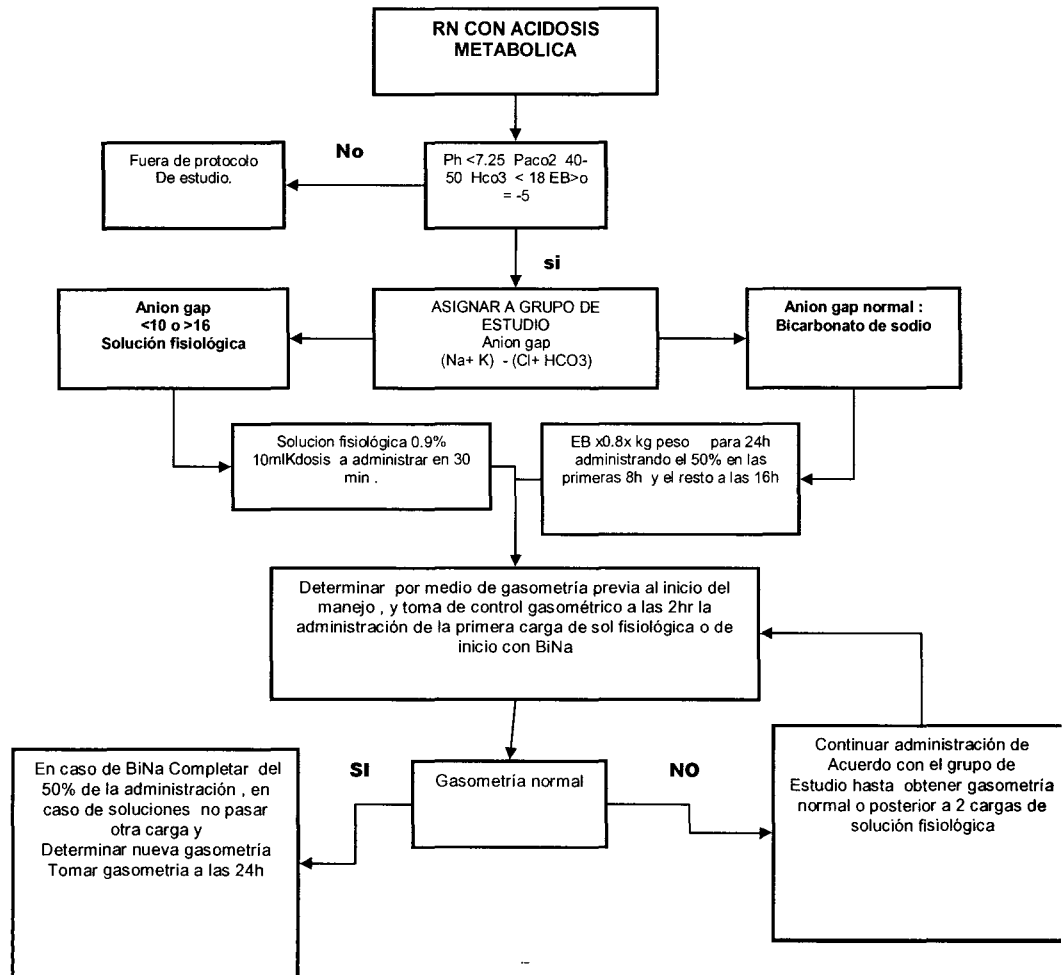 RN CON ACIDOSIS
METABOLICA
No
Fuera de protocolo
De estudio.
Ph <7.25 Paco2 40-
50 Hco3 < 18 EB>o
= -5
si
Anion gap
<10 o >16
Solución fisiológica
ASIGNAR A GRUPO DE
ESTUDIO
Anion gap
(Na+ K) - (Cl+ HCO3)
Anion gap normal :
Bicarbonato de sodio
Solucion fisiológica 0.9%
10mlKdosis a administrar en 30
min .
EB x0.8x kg peso para 24h
administrando el 50% en las
primeras 8h y el resto a las 16h
Determinar por medio de gasometría previa al inicio del
manejo , y toma de control gasométrico a las 2hr la
administración de la primera carga de sol fisiológica o de
inicio con BiNa
En caso de BiNa Completar del
50% de la administración , en
caso de soluciones no pasar
otra carga y
Determinar nueva gasometría
Tomar gasometria a las 24h
SI
Gasometría normal
NO
Continuar administración de
Acuerdo con el grupo de
Estudio hasta obtener gasometría
normal o posterior a 2 cargas de
solución fisiológica